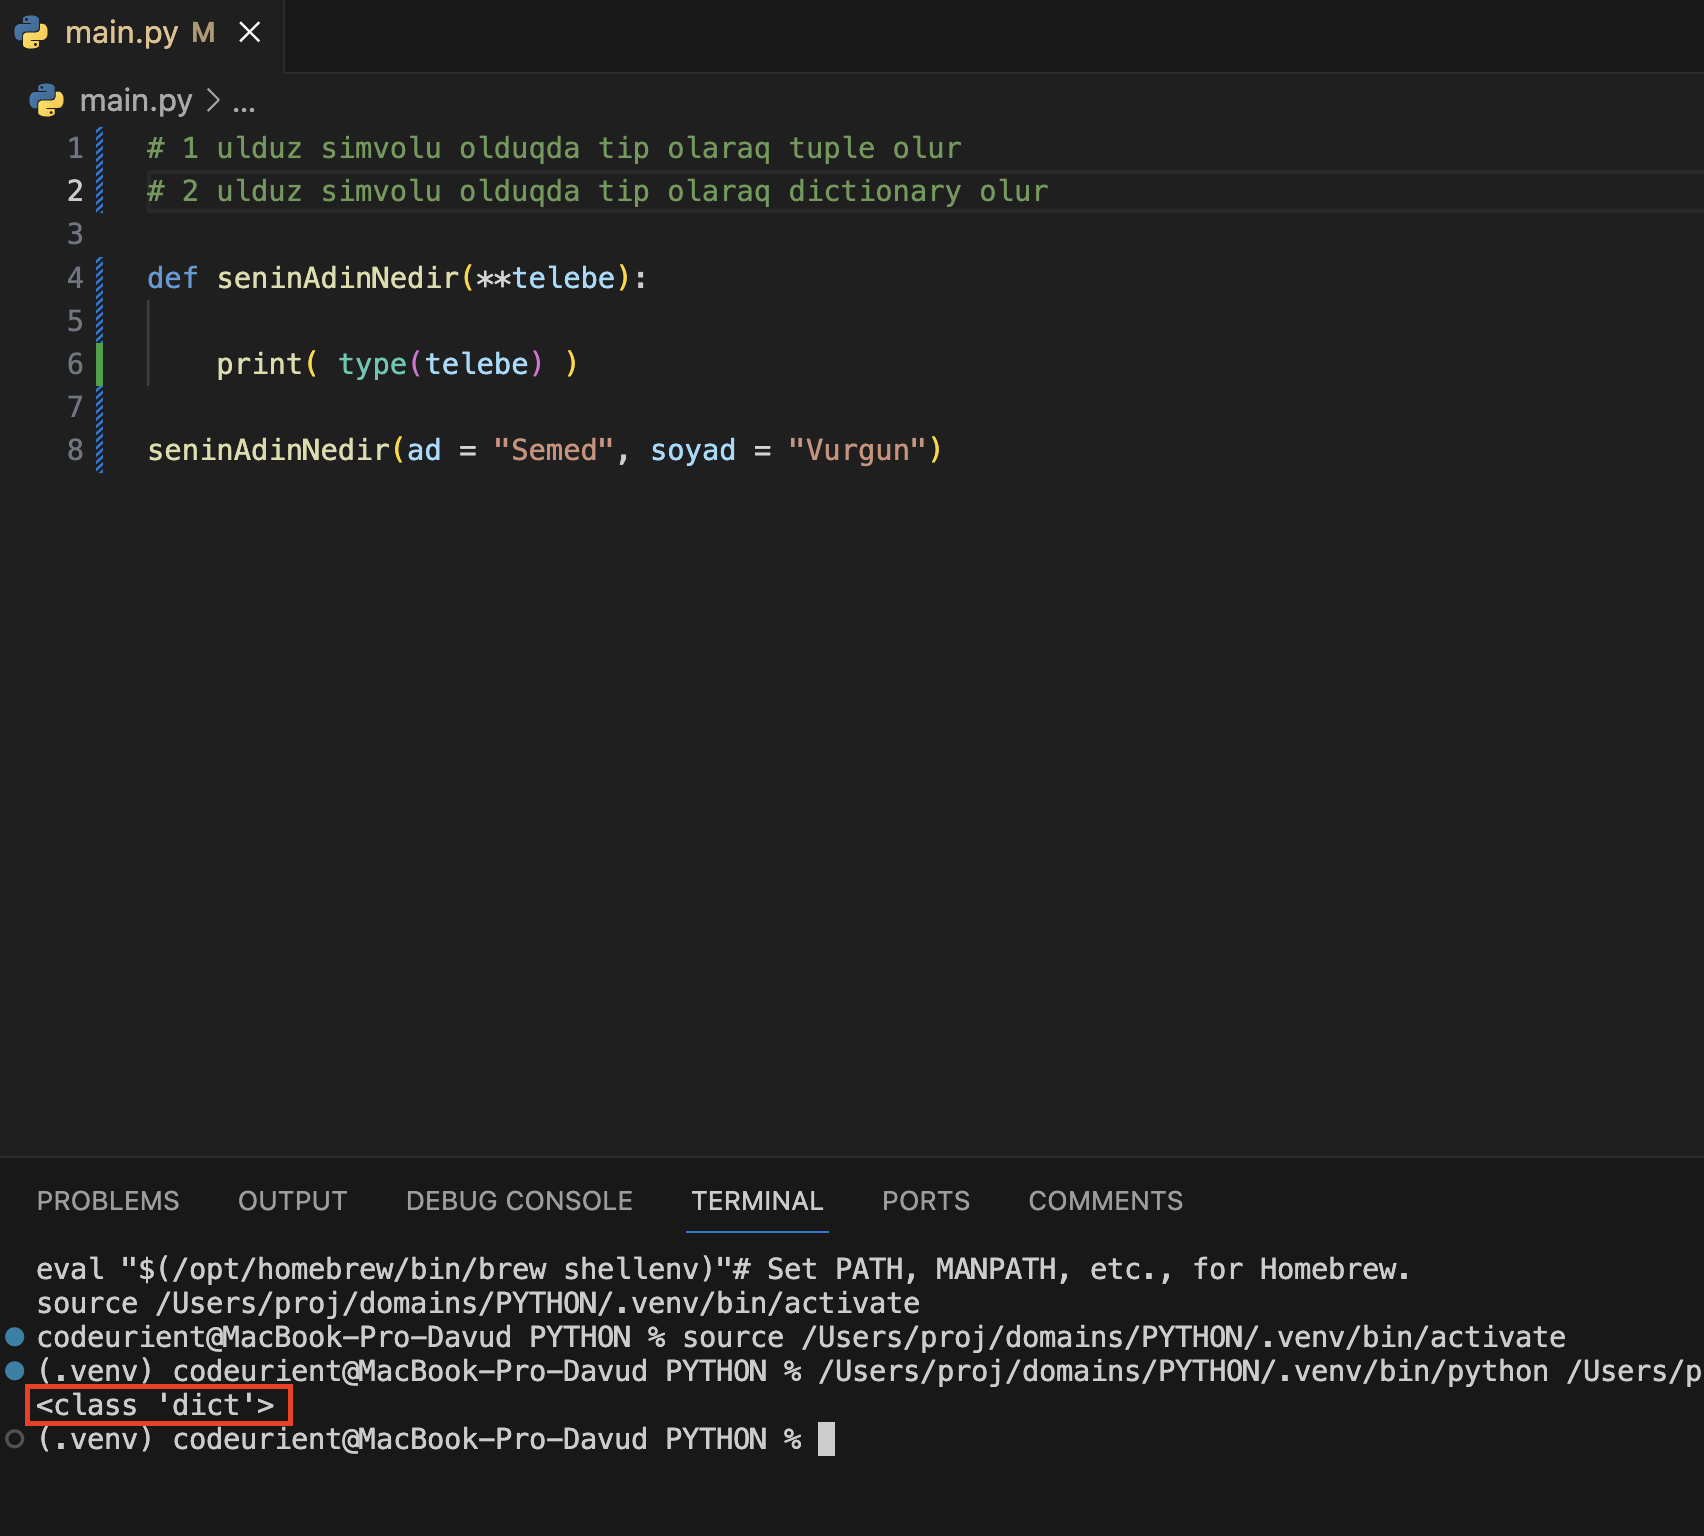 main.py M
main.py > ...
1 # 1 ulduz simvolu olduqda tip olaraq tuple olur
2 # 2 ulduz simvolu olduqda tip olaraq dictionary olur
3
4 def seninAdinNedir(**telebe):
5
6 print( type(telebe) )
7
8 seninAdinNedir(ad = "Semed", soyad = "Vurgun")
PROBLEMS OUTPUT DEBUG CONSOLE TERMINAL PORTS COMMENTS
eval "$(/opt/homebrew/bin/brew shellenv)"# Set PATH, MANPATH, etc., for Homebrew.
source /Users/proj/domains/PYTHON/.venv/bin/activate
codeurient@MacBook-Pro-Davud PYTHON % source /Users/proj/domains/PYTHON/.venv/bin/activate
(.venv) codeurient@MacBook-Pro-Davud PYTHON % /Users/proj/domains/PYTHON/.venv/bin/python /Users/p
<class 'dict'>
(.venv) codeurient@MacBook-Pro-Davud PYTHON %